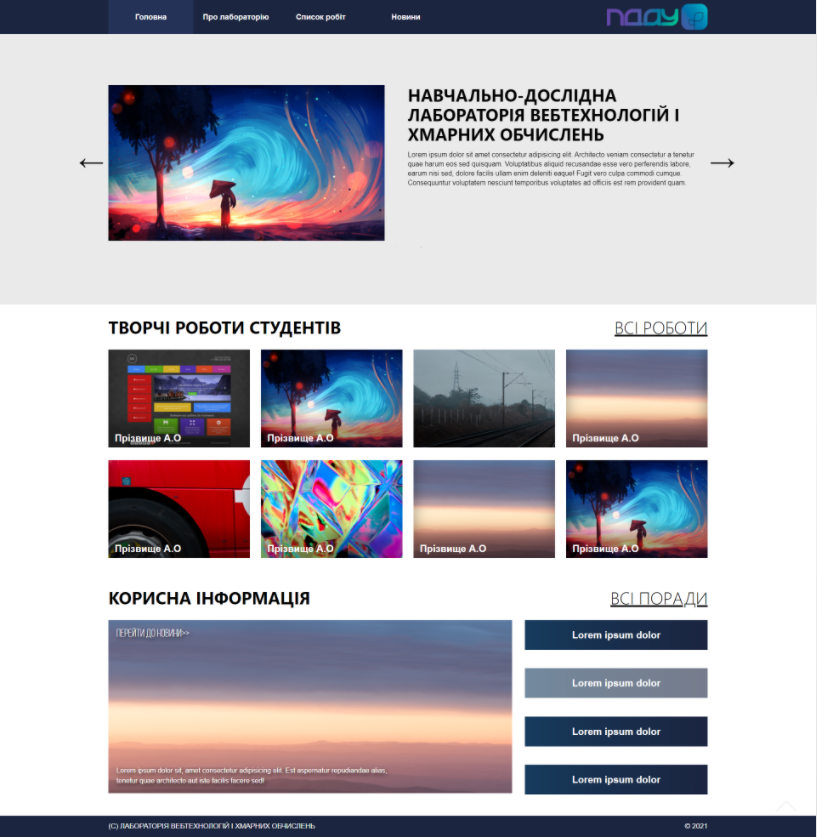 Головна Про лабораторію Список робіт Новини
НАВЧАЛЬНО-ДОСЛІДНА
ЛАБОРАТОРІЯ ВЕБТЕХНОЛОГІЙ І
ХМАРНИХ ОБЧИСЛЕНЬ
Lorem ipsum dolor sit amet consectetur adipisicing elit. Architecto veniam consectetur a tenetur
quae harum eos sed quisquam. Voluptatibus aliquid recusandae esse vero perferendis labore,
earum nisi sed, dolore facilis ullam enim deleniti eaque! Fugit vero culpa commodi cumque.
Consequuntur voluptatem nesciunt temporibus voluptates ad officiis est rem provident quam.
ТВОРЧІ РОБОТИ СТУДЕНТІВ ВСІ РОБОТИ
Прізвище А.О Прізвище А.О Прізвище А.О
Прізвище А.О Прізвище А.О Прізвище А.О Прізвище А.О
КОРИСНА ІНФОРМАЦІЯ ВСІ ПОРАДИ
ПЕРЕЙТИ ДО НОВИНИ>>
Lorem ipsum dolor
Lorem ipsum dolor
Lorem ipsum dolor
Lorem ipsum dolor
Lorem ipsum dolor sit, amet consectetur adipisicing elit. Est aspernatur repudiandae alias,
tenetur quae architecto aut iste facilis facere sed!
(C) ЛАБОРАТОРІЯ ВЕБТЕХНОЛОГІЙ І ХМАРНИХ ОБЧИСЛЕНЬ © 2021